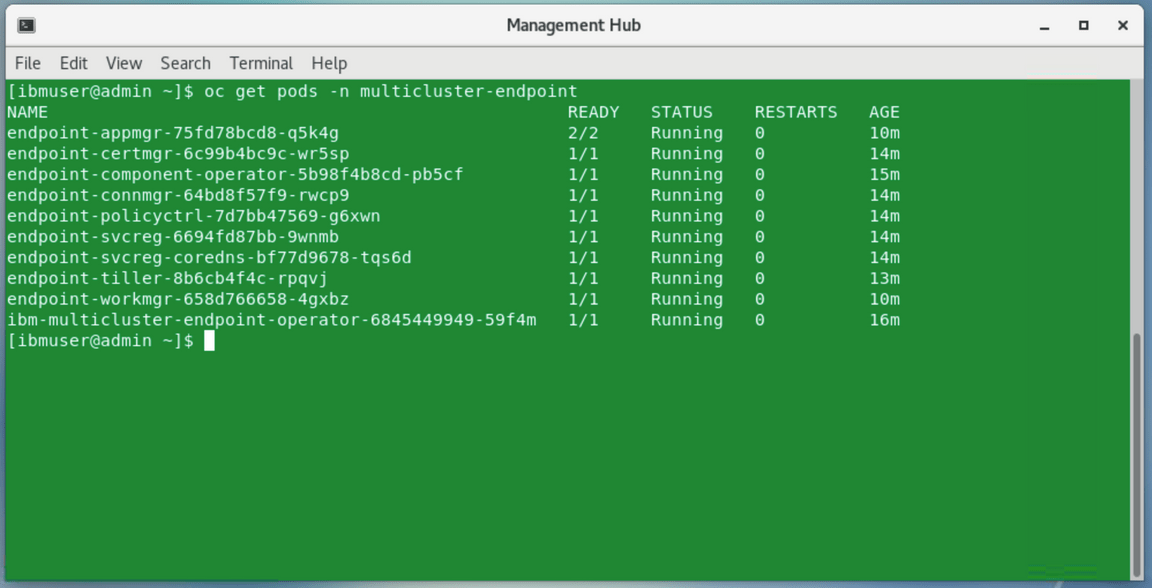 Management Hub
File Edit View Search Terminal Help
[ibmuser@admin ~]$ oc get pods -n multicluster-endpoint
NAME READY STATUS RESTARTS AGE
endpoint-appmgr-75fd78bcd8-q5k4g 2/2 Running 0 10m
endpoint-certmgr-6c99b4bc9c-wr5sp 1/1 Running 0 14m
endpoint-component-operator-5b98f4b8cd-pb5cf 1/1 Running 0 15m
endpoint-connmgr-64bd8f57f9-rwcp9 1/1 Running 0 14m
endpoint-policyctrl-7d7bb47569-g6xwn 1/1 Running 0 14m
endpoint-svcreg-6694fd87bb-9wnmb 1/1 Running 0 14m
endpoint-svcreg-coredns-bf77d9678-tqs6d 1/1 Running 0 14m
endpoint-tiller-8b6cb4f4c-rpqvj 1/1 Running 0 13m
endpoint-workmgr-658d766658-4gxbz 1/1 Running 0 10m
ibm-multicluster-endpoint-operator-6845449949-59f4m 1/1 Running 0 16m
[ibmuser@admin ~]$